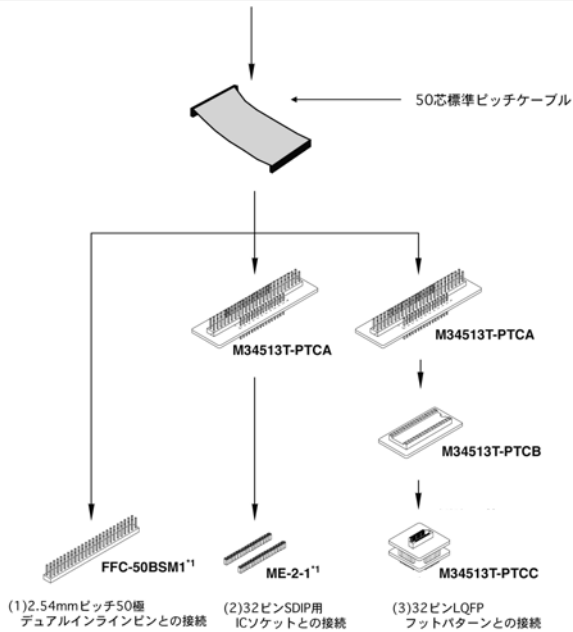 50芯標準ピッチケーブル
M34513T-PTCA
M34513T-PTCA
M34513T-PTCB
FFC-50BSM1*1
ME-2-1*1
M34513T-PTCC
(1)2.54mmピッチ50極
デュアルインラインピンとの接続
(2)32ピンSDIP用
ICソケットとの接続
(3)32ピンLQFP
フットパターンとの接続